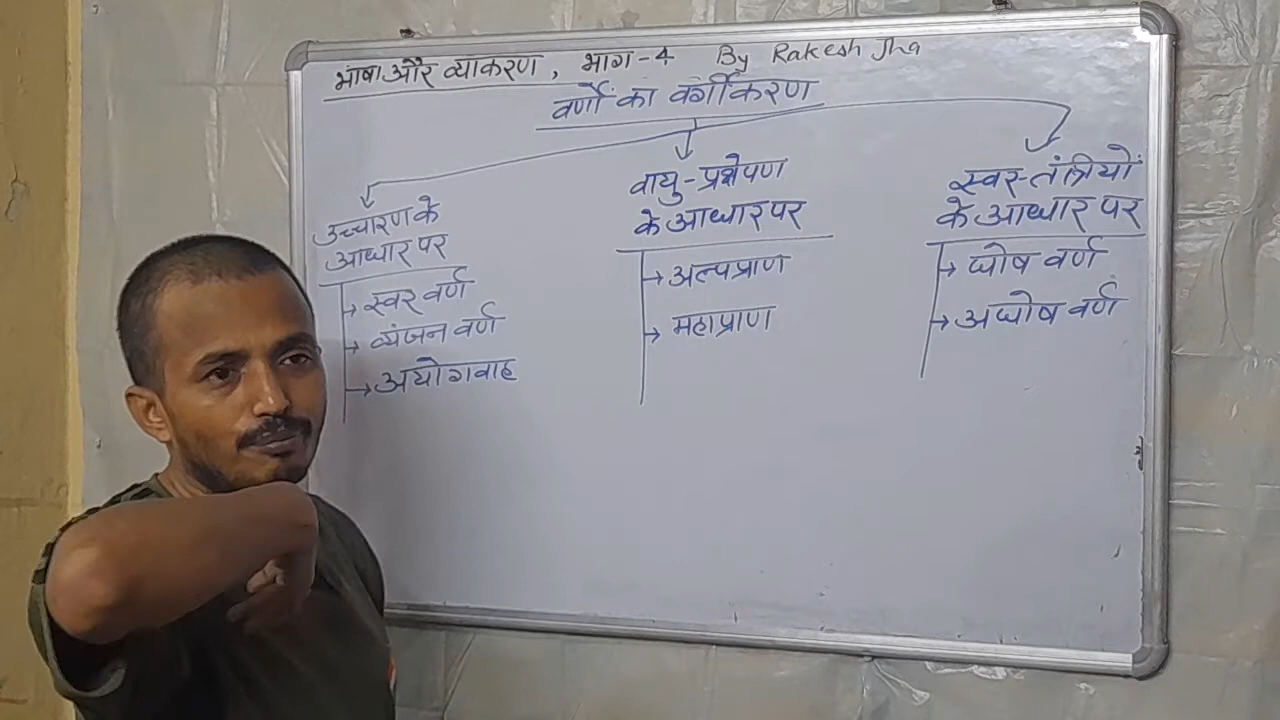 भाषा और व्याकरण, भाग-4 By Rakesh Jha
वर्णों का वर्गीकरण
उच्चारण के
आधार पर
→ स्वर वर्ण
→ व्यंजन वर्ण
→ अयोगवाह
वायु-प्रक्षेपण
के आधार पर
→ अल्पप्राण
→ महाप्राण
स्वर-तंत्रियों
के आधार पर
→ घोष वर्ण
→ अघोष वर्ण